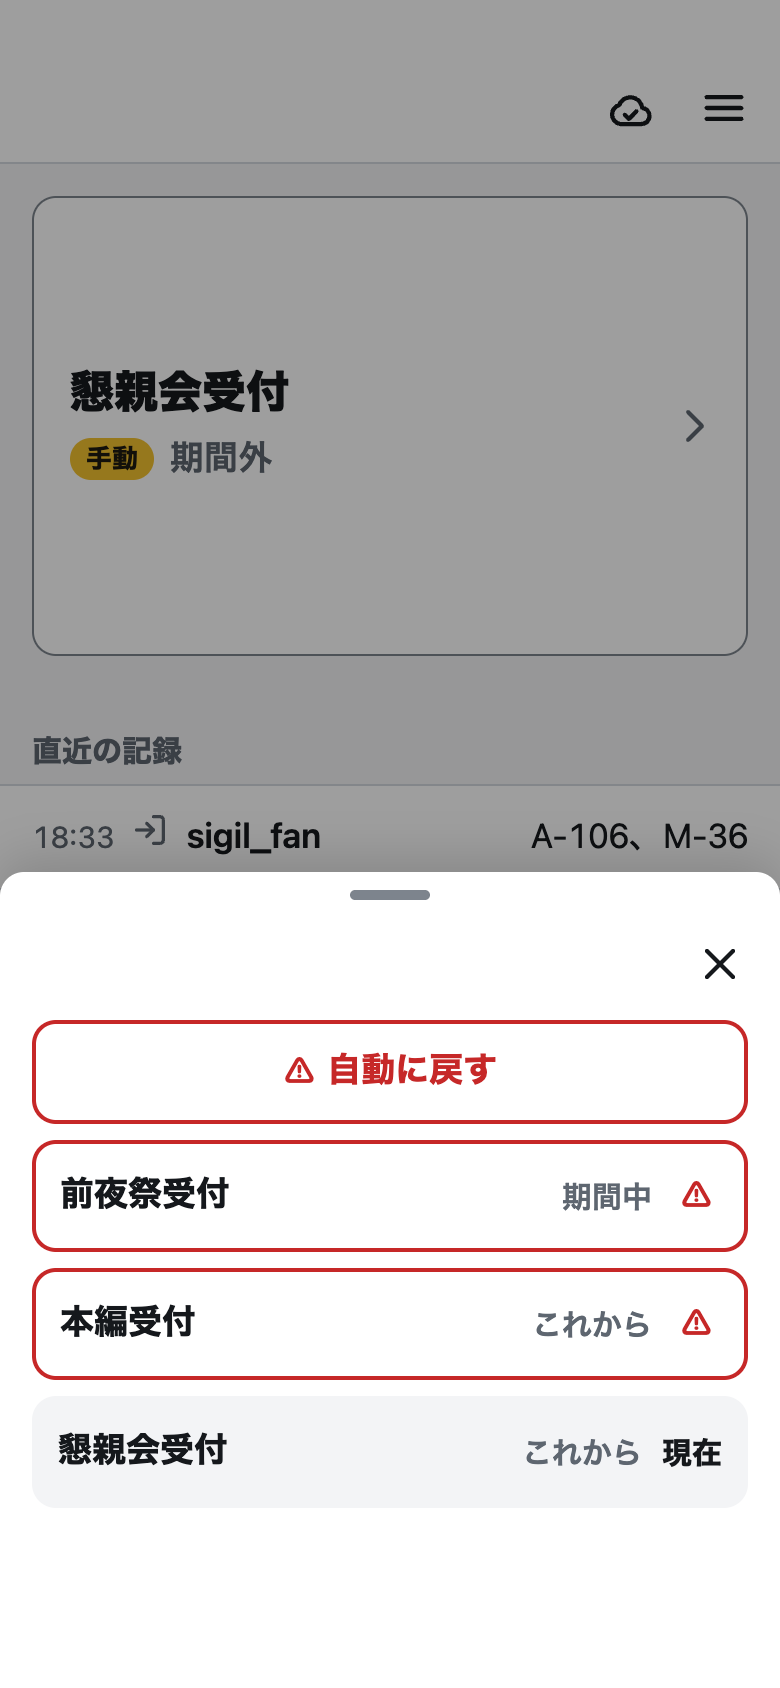 懇親会受付
手動 期間外
直近の記録
18:33 sigil_fan A-106、M-36
自動に戻す
前夜祭受付 期間中
本編受付 これから
懇親会受付 これから 現在